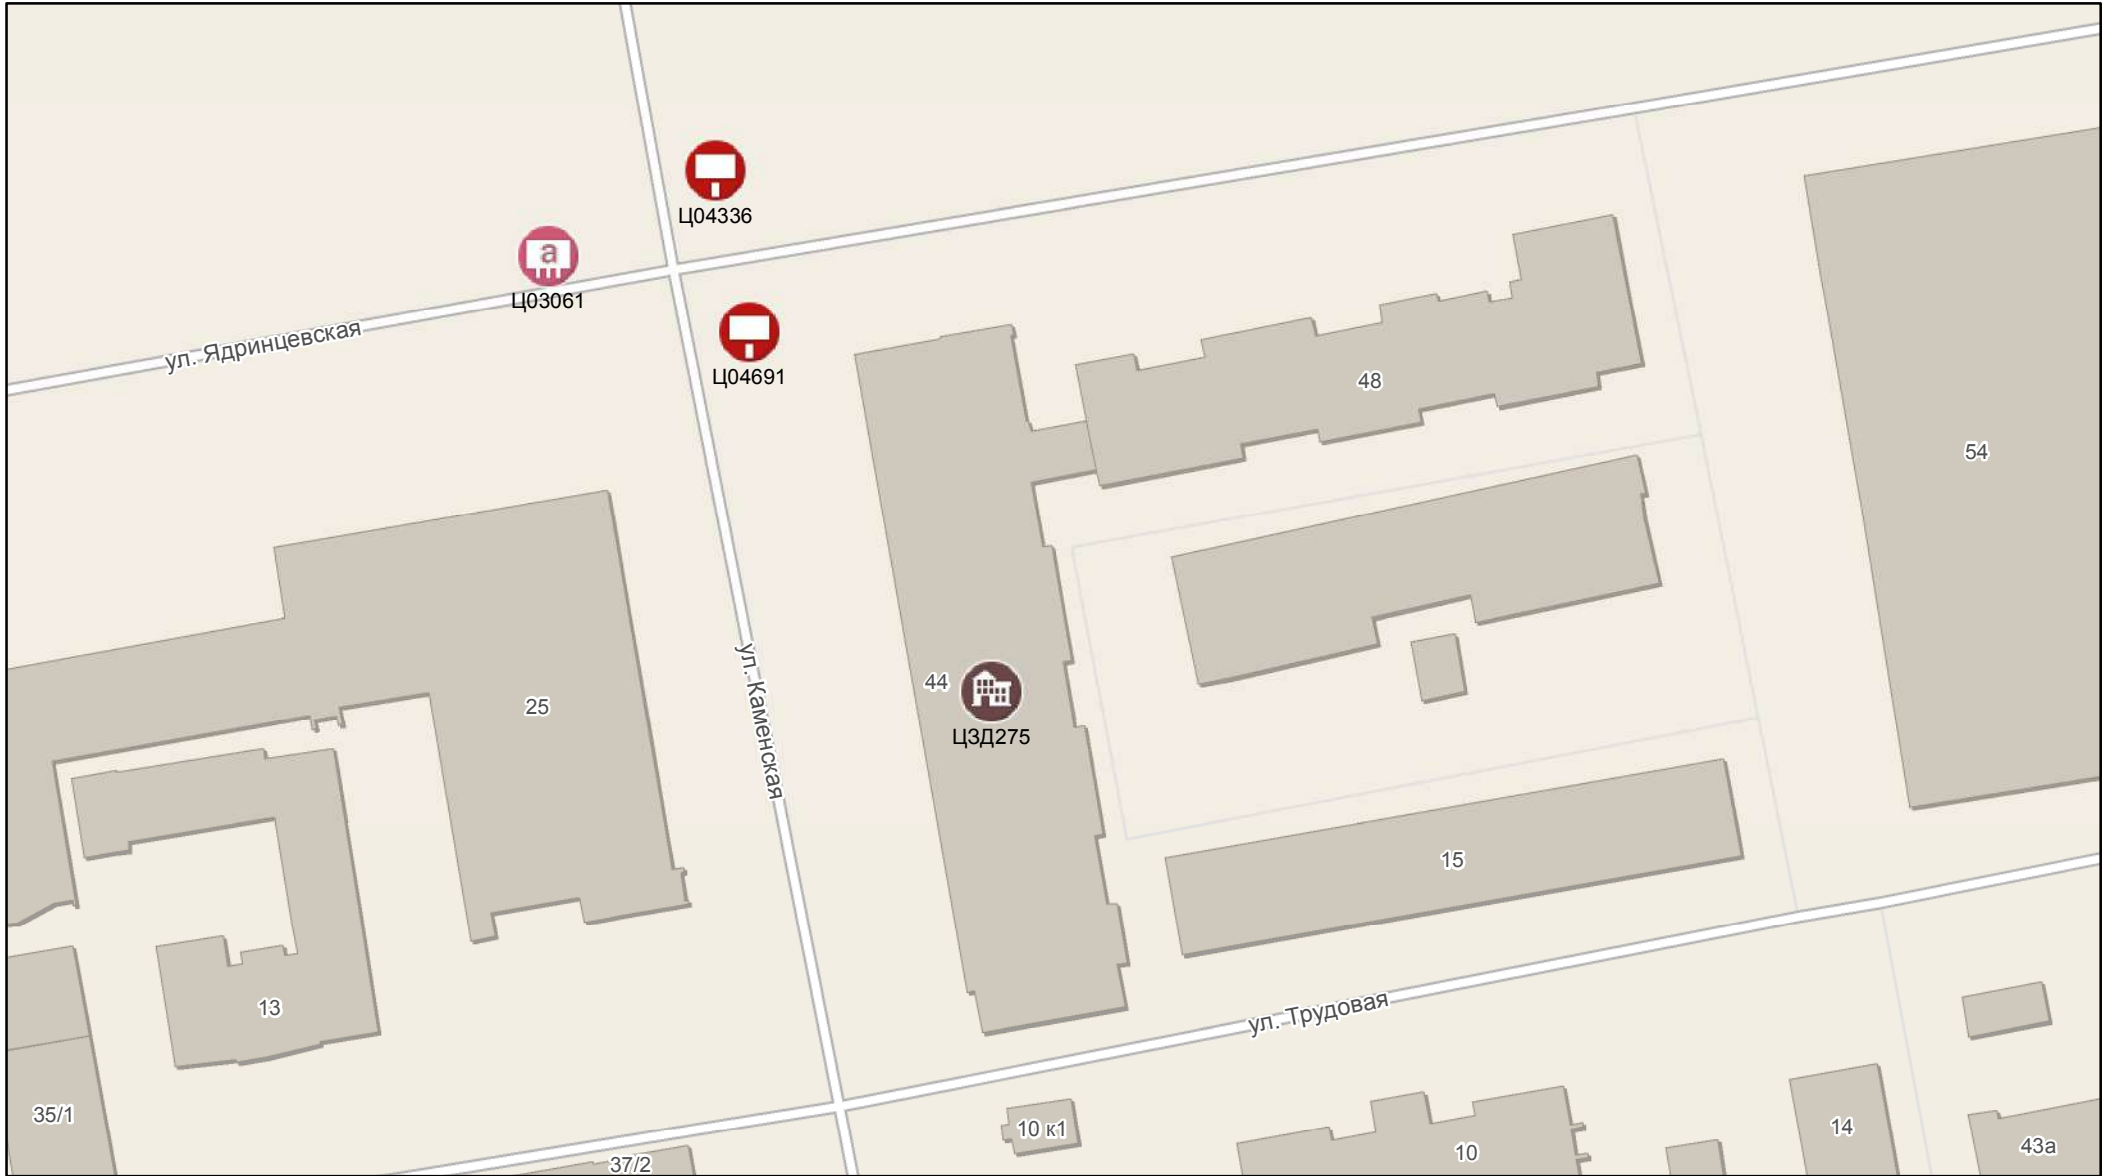 Ц04336
а
Ц03061
ул. Ядринцевская
Ц04691
48
54
ул. Каменская
44
25
ЦЗД275
15
13
ул. Трудовая
35/1
10 к1
14
10
43а
37/2